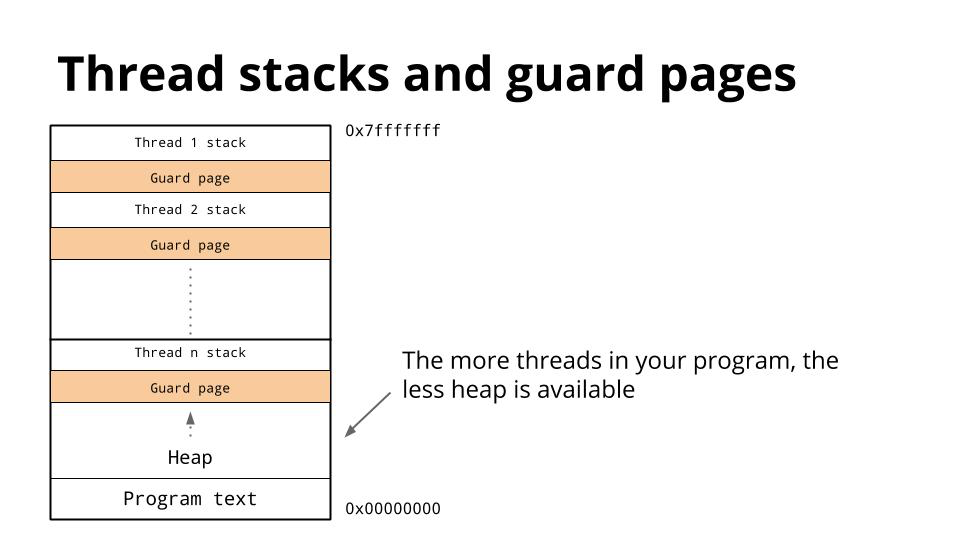 Thread stacks and guard pages
Thread 1 stack
0x7fffffff
Guard page
Thread 2 stack
Guard page
Thread n stack
Guard page
The more threads in your program, the
less heap is available
Heap
Program text
0x00000000